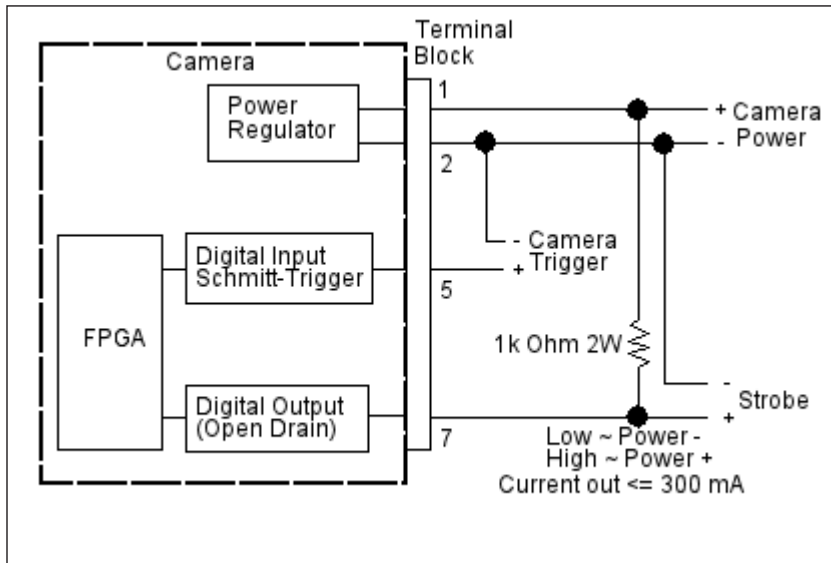 Terminal
Block
Camera
1
Power
Regulator
+ Camera
- Power
2
Digital Input
Schmitt-Trigger
- Camera
+ Trigger
5
FPGA
1k Ohm 2W
Digital Output
(Open Drain)
-
+
Strobe
7
Low ~ Power -
High ~ Power +
Current out <= 300 mA